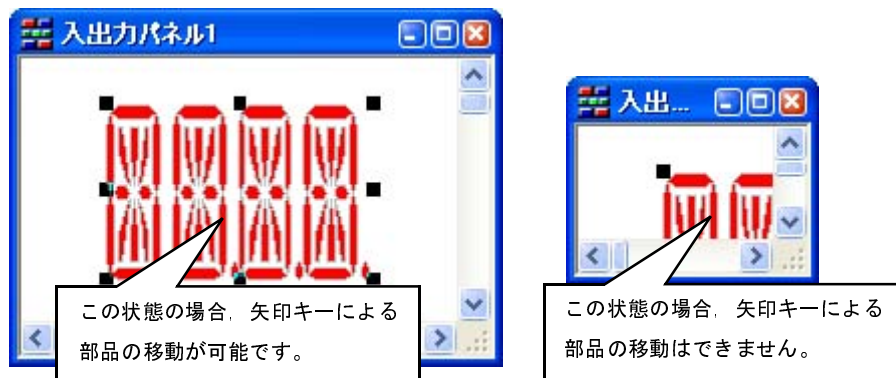 入出力パネル1
この状態の場合，矢印キーによる
部品の移動が可能です。
入出...
この状態の場合，矢印キーによる
部品の移動はできません。